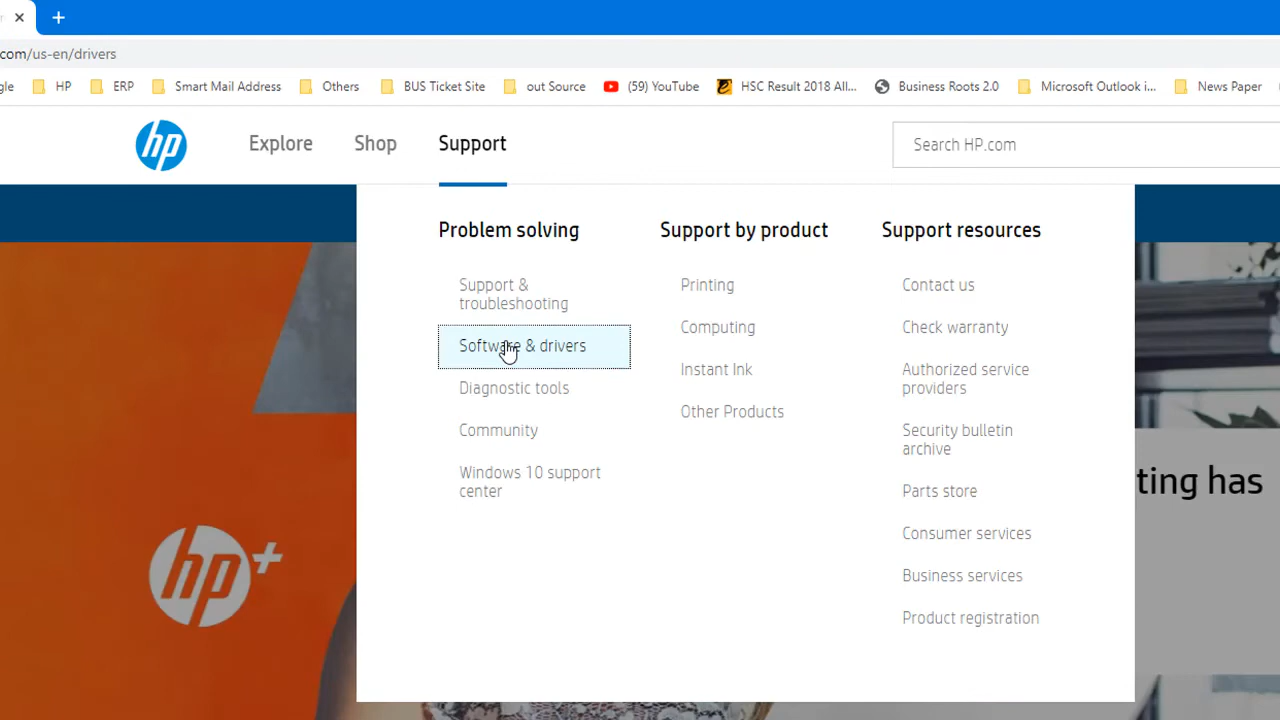 com/us-en/drivers
gle
HP
ERP
Smart Mail Address
Others
BUS Ticket Site
out Source
(59) YouTube
HSC Result 2018 All...
Business Roots 2.0
Microsoft Outlook i...
News Paper
hp
Explore
Shop
Support
Search HP.com
Problem solving
Support &
troubleshooting
Software & drivers
Diagnostic tools
Community
Windows 10 support
center
Support by product
Printing
Computing
Instant Ink
Other Products
Support resources
Contact us
Check warranty
Authorized service
providers
Security bulletin
archive
Parts store
Consumer services
Business services
Product registration
ting has
hp+